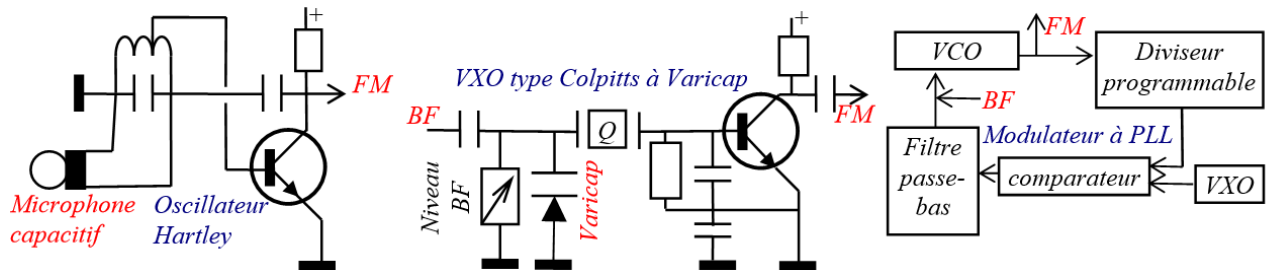 +
FM
Microphone
capacitif
Oscillateur
Hartley
VXO type Colpitts à Varicap
+
BF
Q
FM
Niveau
BF
Varicap
VCO
FM
Diviseur
programmable
BF
Modulateur à PLL
Filtre
passe-
bas
comparateur
VXO